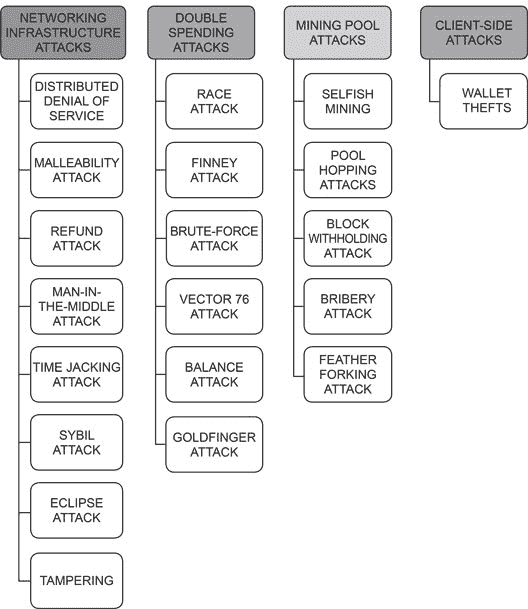 NETWORKING
INFRASTRUCTURE
ATTACKS
DISTRIBUTED
DENIAL OF
SERVICE
MALLEABILITY
ATTACK
REFUND
ATTACK
MAN-IN-
THE-MIDDLE
ATTACK
TIME JACKING
ATTACK
SYBIL
ATTACK
ECLIPSE
ATTACK
TAMPERING
DOUBLE
SPENDING
ATTACKS
RACE
ATTACK
FINNEY
ATTACK
BRUTE-FORCE
ATTACK
VECTOR 76
ATTACK
BALANCE
ATTACK
GOLDFINGER
ATTACK
MINING POOL
ATTACKS
SELFISH
MINING
POOL
HOPPING
ATTACKS
BLOCK
WITHHOLDING
ATTACK
BRIBERY
ATTACK
FEATHER
FORKING
ATTACK
CLIENT-SIDE
ATTACKS
WALLET
THEFTS